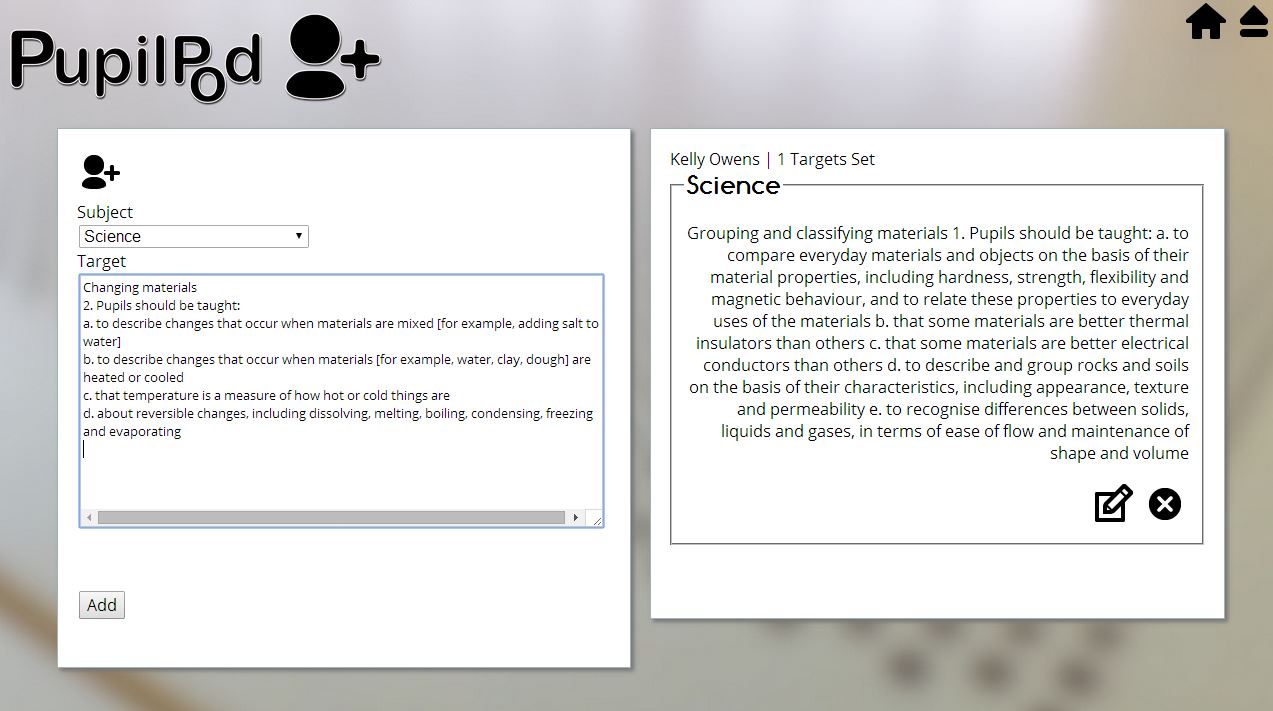 PupilPod
Subject
Science
Target
Changing materials
2. Pupils should be taught:
a. to describe changes that occur when materials are mixed [for example, adding salt to
water]
b. to describe changes that occur when materials [for example, water, clay, dough] are
heated or cooled
c. that temperature is a measure of how hot or cold things are
d. about reversible changes, including dissolving, melting, boiling, condensing, freezing
and evaporating
Add
Kelly Owens | 1 Targets Set
Science
Grouping and classifying materials 1. Pupils should be taught: a. to
compare everyday materials and objects on the basis of their
material properties, including hardness, strength, flexibility and
magnetic behaviour, and to relate these properties to everyday
uses of the materials b. that some materials are better thermal
insulators than others c. that some materials are better electrical
conductors than others d. to describe and group rocks and soils
on the basis of their characteristics, including appearance, texture
and permeability e. to recognise differences between solids,
liquids and gases, in terms of ease of flow and maintenance of
shape and volume